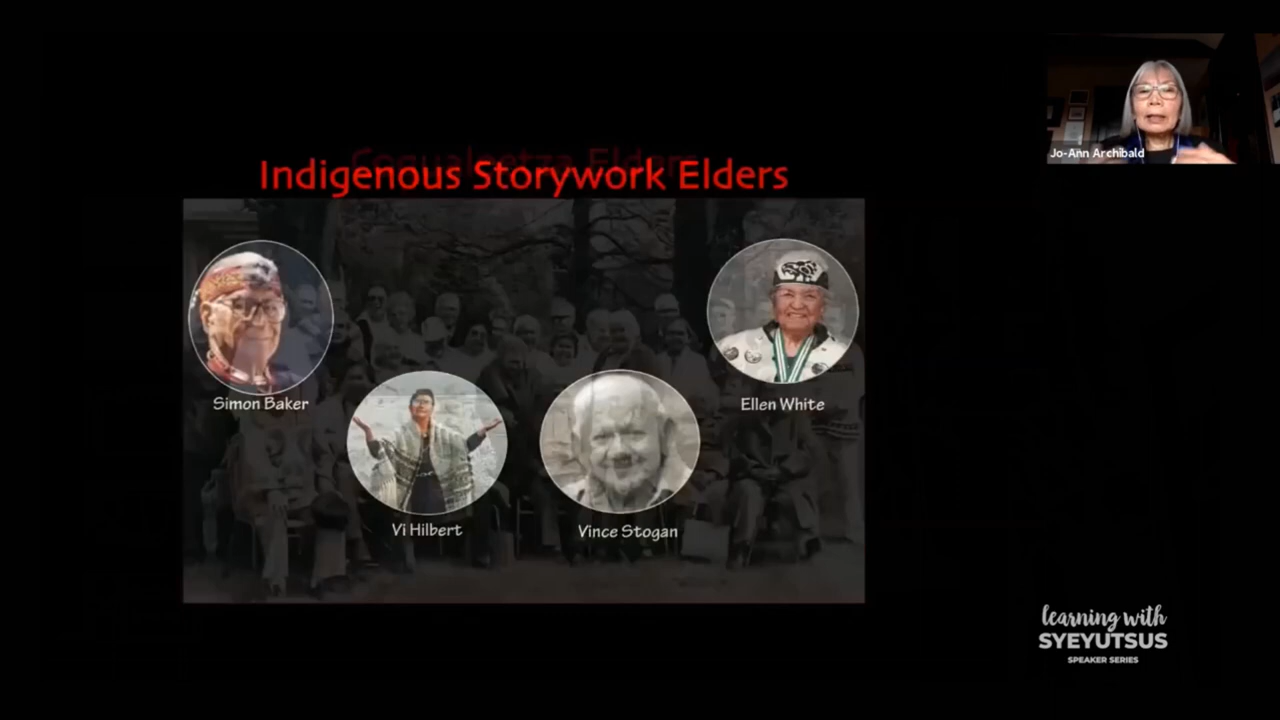 Jo-Ann Archibald
Indigenous Storywork Elders
Simon Baker
Ellen White
Vi Hilbert
Vince Stogan
learning with
SYEYUTSUS
SPEAKER SERIES